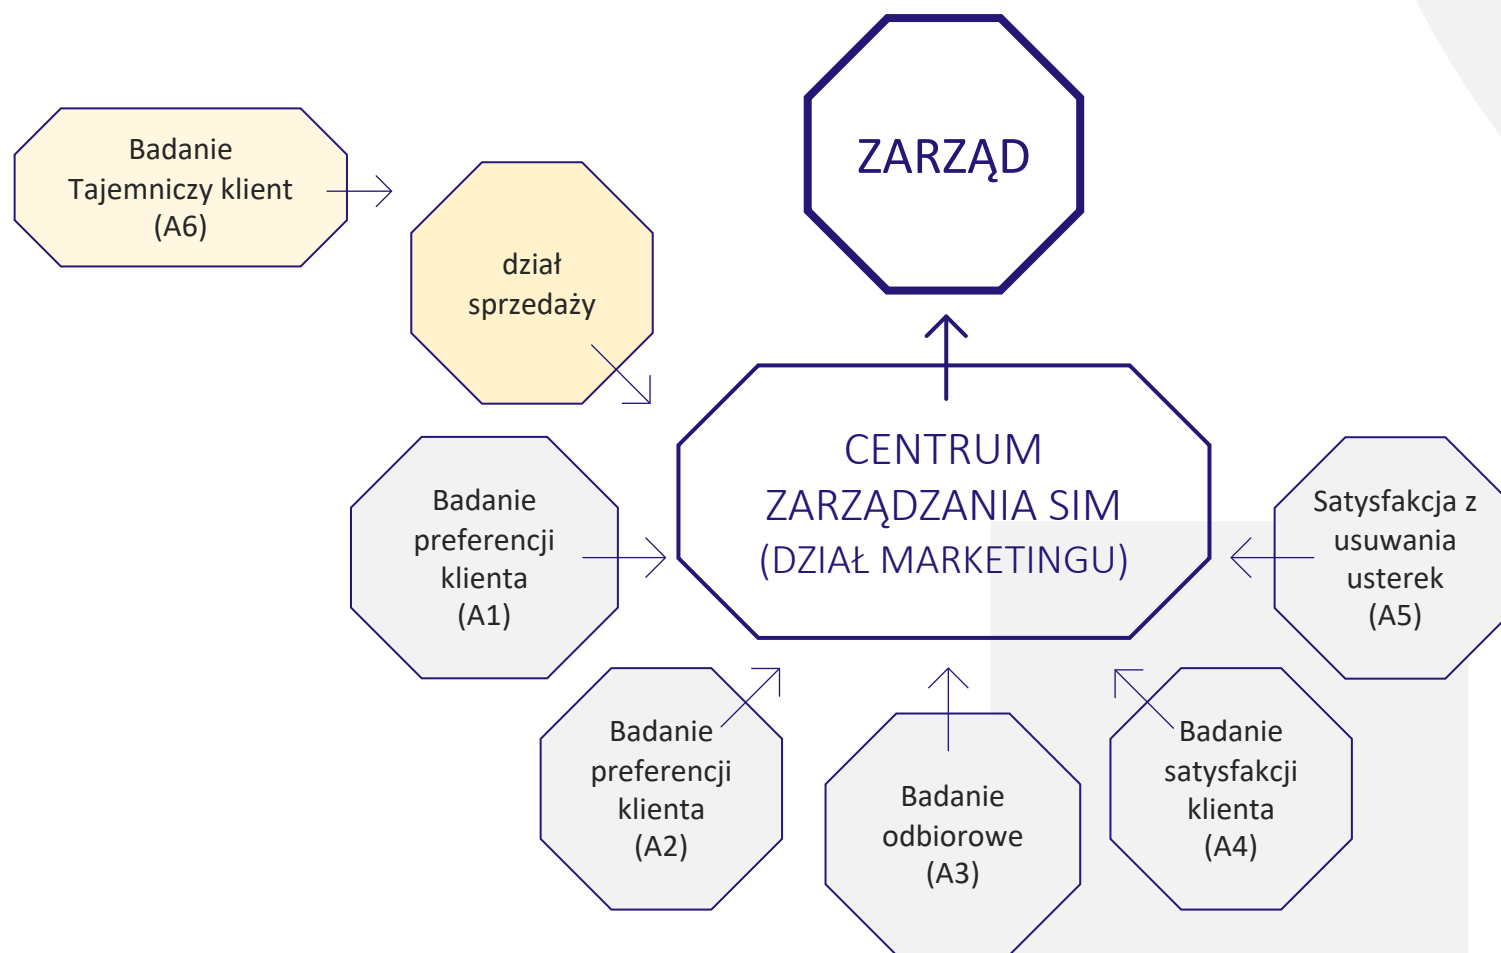 ZARZĄD
Badanie
Tajemniczy klient
(A6)
dział
sprzedaży
CENTRUM
ZARZĄDZANIA SIM
(DZIAŁ MARKETINGU)
Badanie
preferencji
klienta
(A1)
Badanie
preferencji
klienta
(A2)
Badanie
odbiorowe
(A3)
Badanie
satysfakcji
klienta
(A4)
Satysfakcja z
usuwania
usterek
(A5)